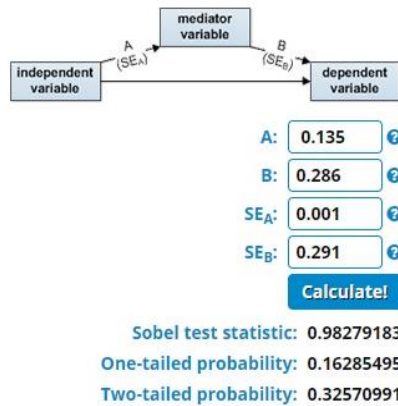 mediator
variable
A
(SEA)
B
(SEB)
independent
variable
dependent
variable
A: 0.135 ?
B: 0.286 ?
SEA: 0.001 ?
SEB: 0.291 ?
Calculate!
Sobel test statistic: 0.98279183
One-tailed probability: 0.16285495
Two-tailed probability: 0.32570991